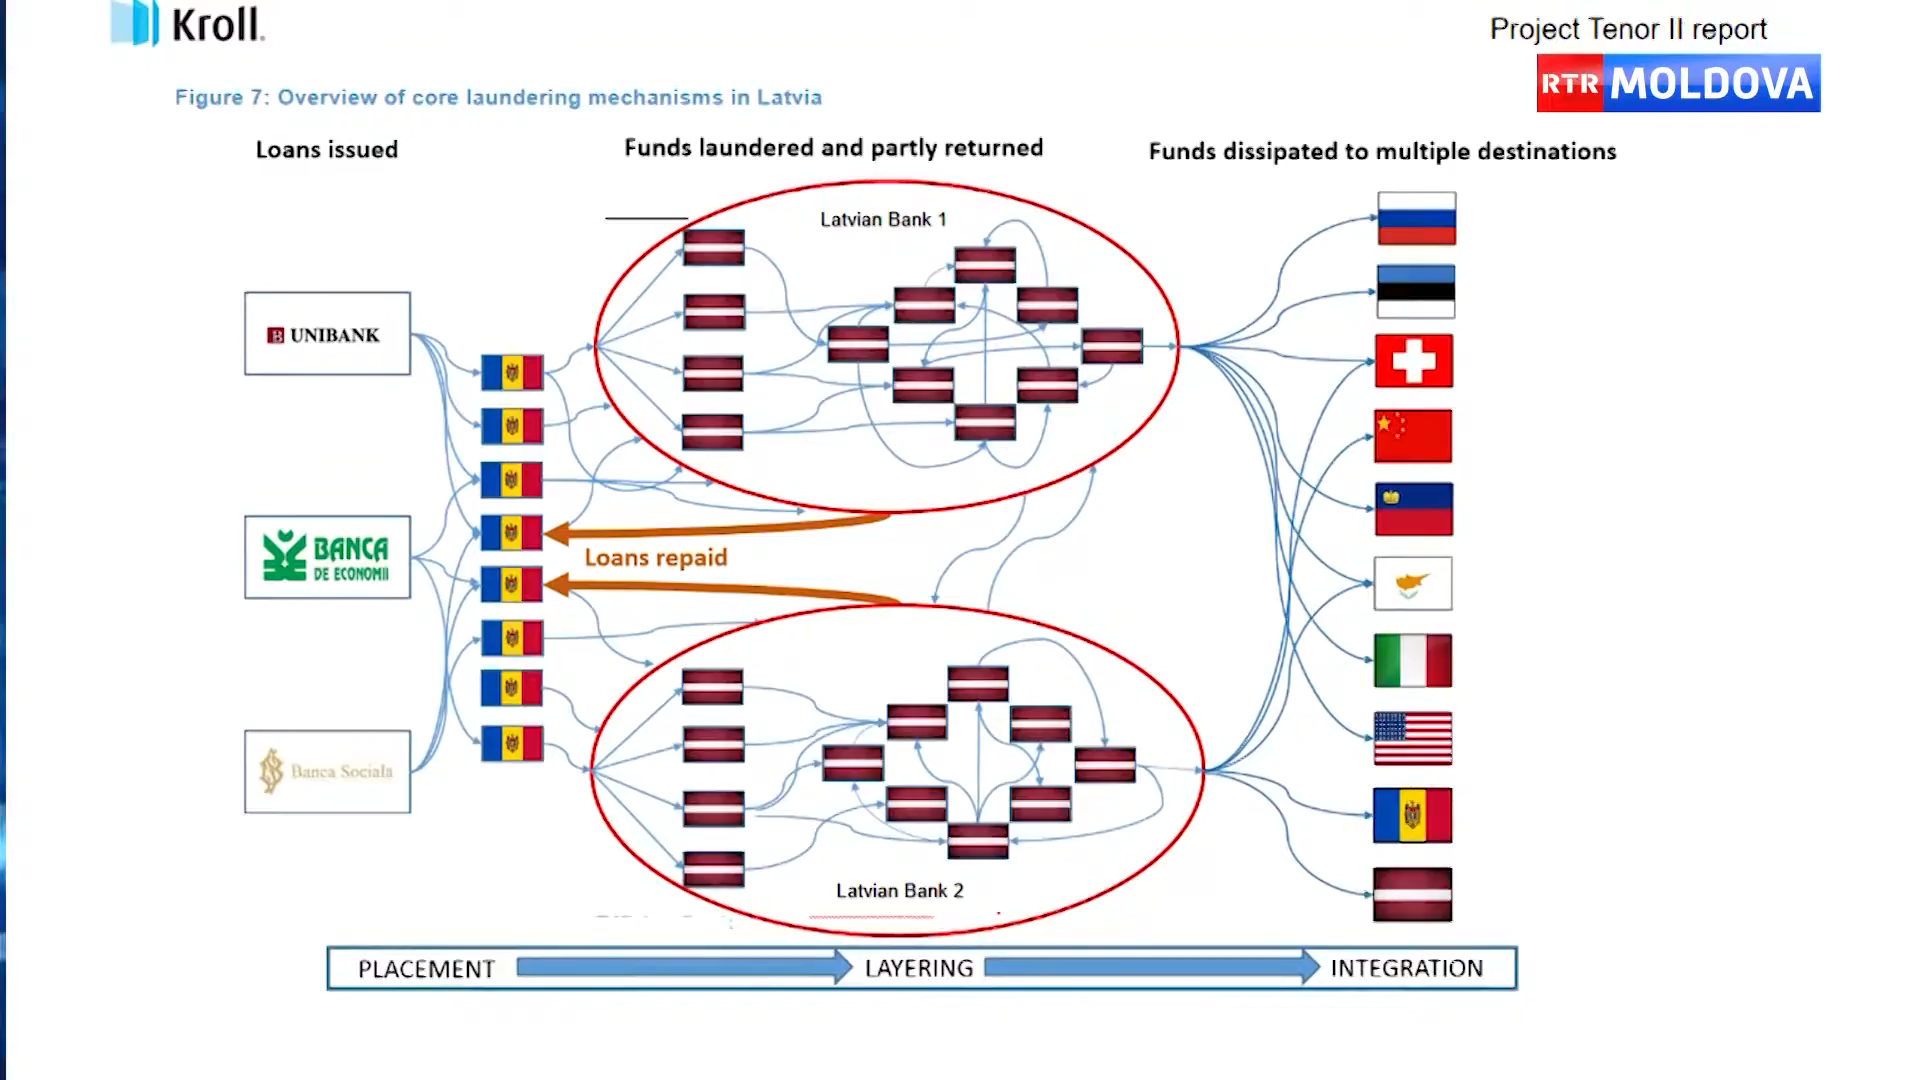 Kroll.
Project Tenor II report
RTR MOLDOVA
Figure 7: Overview of core laundering mechanisms in Latvia
Loans issued
Funds laundered and partly returned
Funds dissipated to multiple destinations
Latvian Bank 1
UNIBANK
BANCA
DE ECONOMII
Loans repaid
Banca Sociala
Latvian Bank 2
PLACEMENT
LAYERING
INTEGRATION